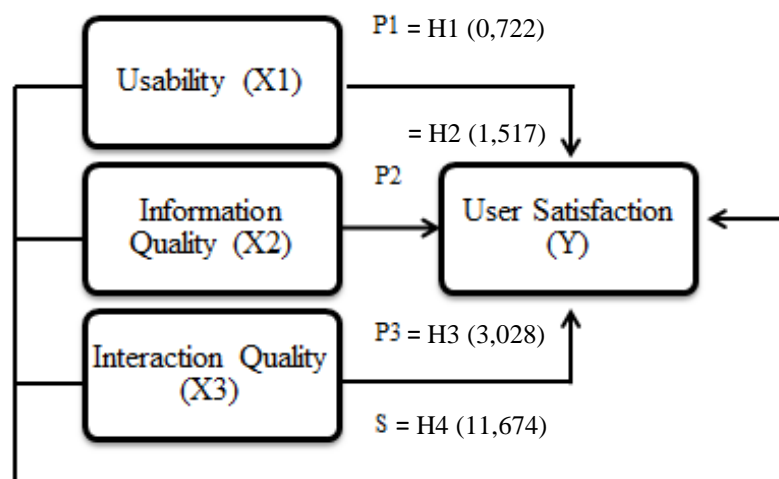 P1 = H1 (0,722)
Usability (X1)
= H2 (1,517)
P2
Information
Quality (X2)
User Satisfaction
(Y)
P3 = H3 (3,028)
Interaction Quality
(X3)
S = H4 (11,674)